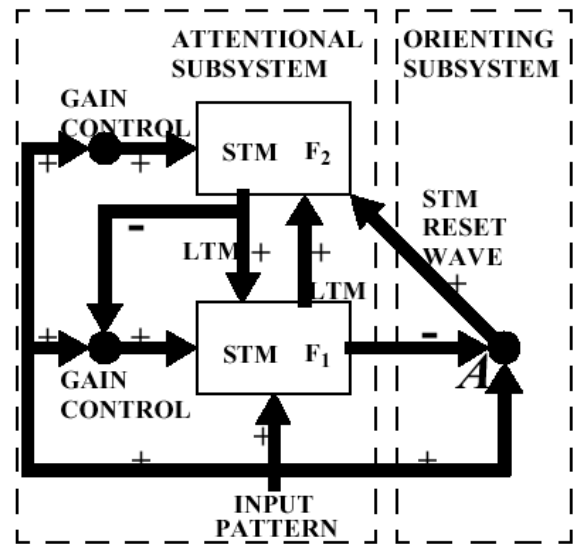 ATTENTIONAL
SUBSYSTEM
ORIENTING
SUBSYSTEM
GAIN
CONTROL
+
+
STM F₂
STM
RESET
WAVE
+
-
LTM +
+
LTM
+
+
STM F₁
-
A
GAIN
CONTROL
+
+
+
INPUT
PATTERN